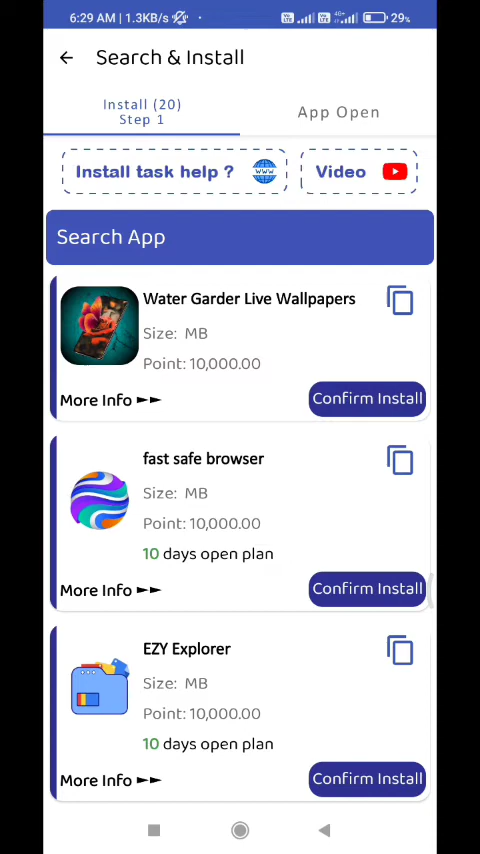 6:29 AM | 1.3KB/s
4G+
29%
Search & Install
Install (20)
Step 1
App Open
Install task help ?
WWW
Video
Search App
Water Garder Live Wallpapers
Size: MB
Point: 10,000.00
More Info ►►
Confirm Install
fast safe browser
Size: MB
Point: 10,000.00
10 days open plan
More Info ►►
Confirm Install
EZY Explorer
Size: MB
Point: 10,000.00
10 days open plan
More Info ►►
Confirm Install